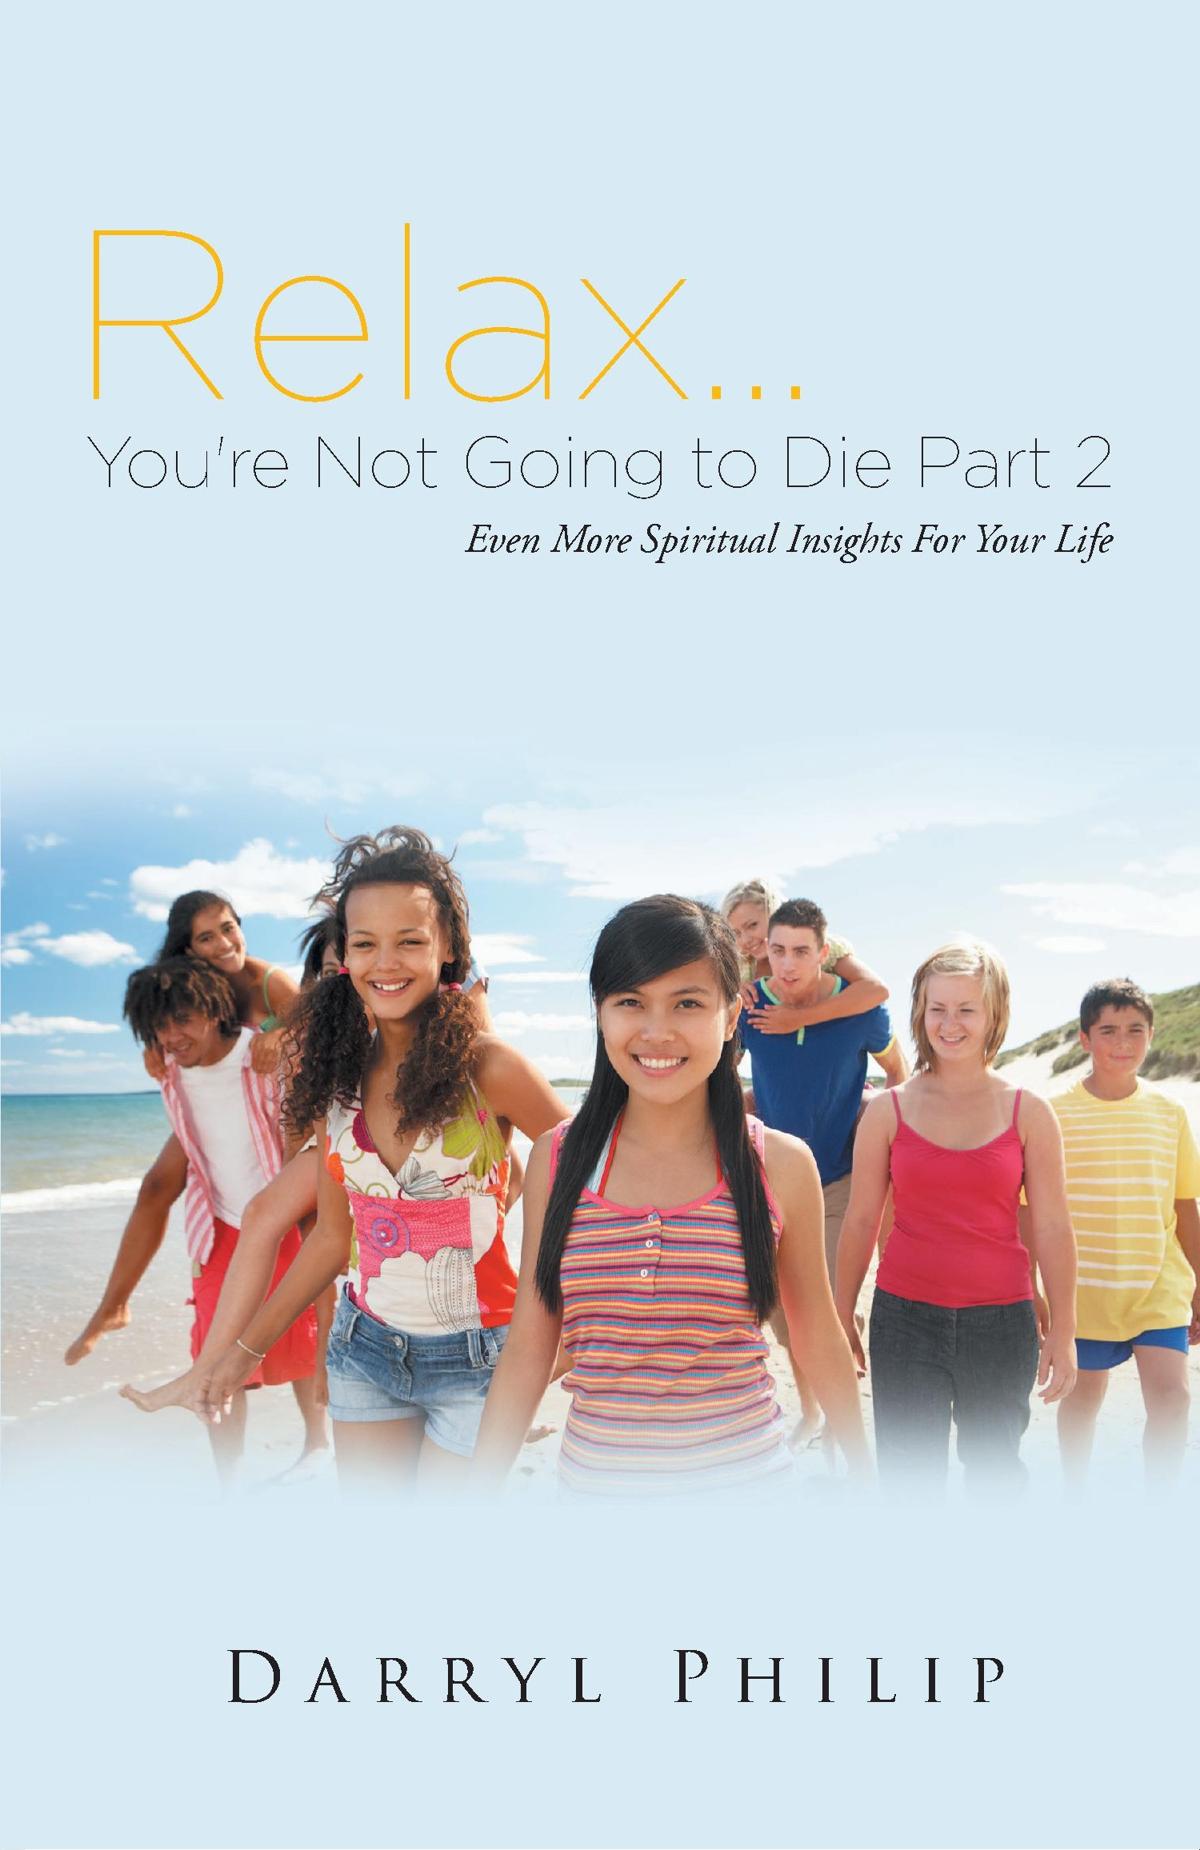 Relax...
You're Not Going to Die Part 2
Even More Spiritual Insights For Your Life
DARRYL PHILIP